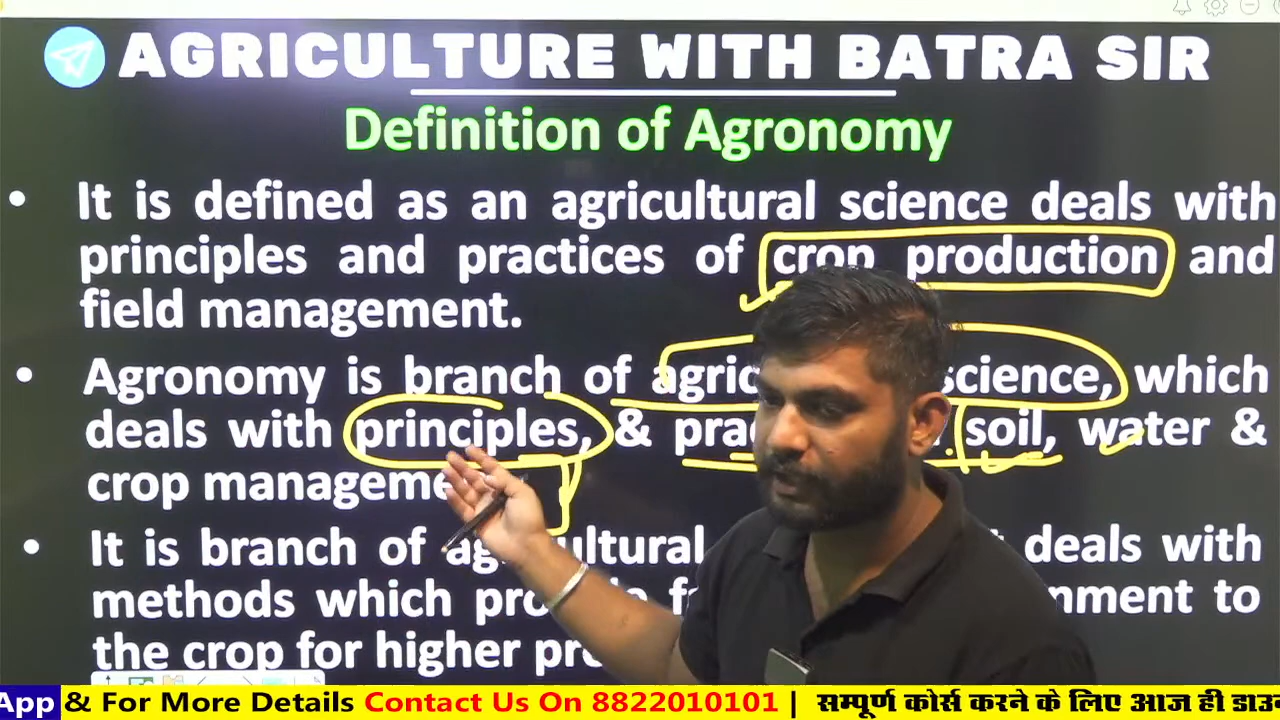 AGRICULTURE WITH BATRA SIR
Definition of Agronomy
• It is defined as an agricultural science deals with
principles and practices of crop production and
field management.
• Agronomy is branch of agric science, which
deals with principles, & pra soil, water &
crop manageme
• It is branch of ag ultural deals with
methods which pro nment to
the crop for higher pr
App & For More Details Contact Us On 8822010101 | सम्पूर्ण कोर्स करने के लिए आज ही डाउ